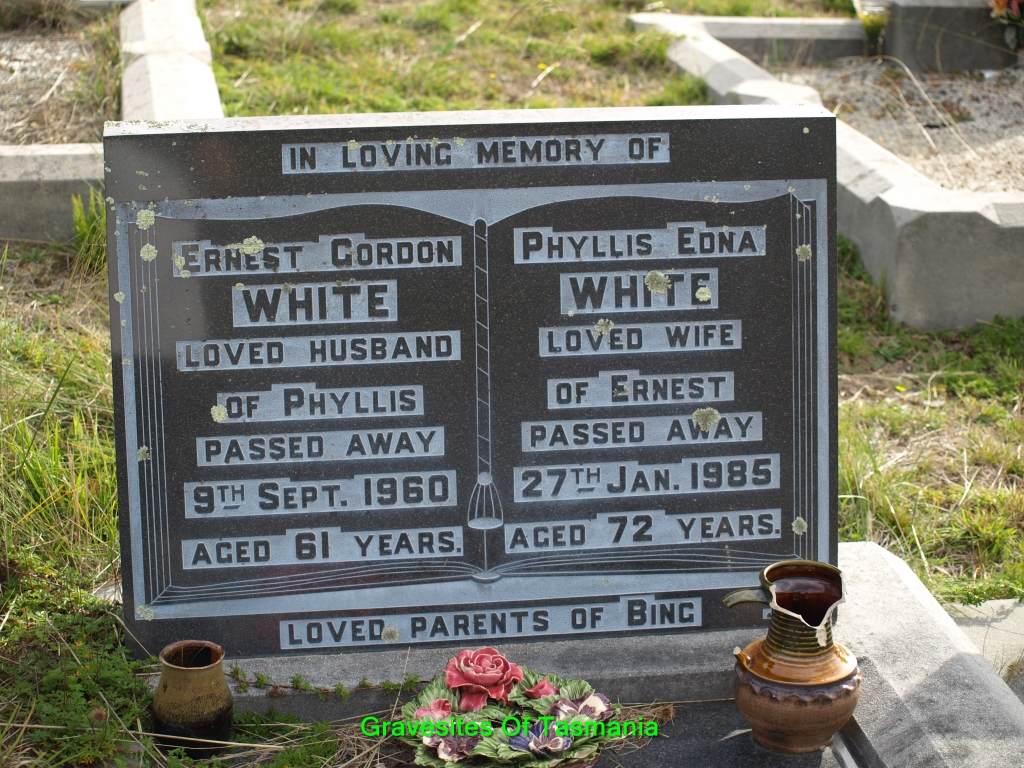 IN LOVING MEMORY OF
ERNEST GORDON
WHITE
LOVED HUSBAND
OF PHYLLIS
PASSED AWAY
9TH SEPT. 1960
AGED 61 YEARS.
PHYLLIS EDNA
WHITE
LOVED WIFE
OF ERNEST
PASSED AWAY
27TH JAN. 1985
AGED 72 YEARS.
LOVED PARENTS OF BING
Gravesites Of Tasmania